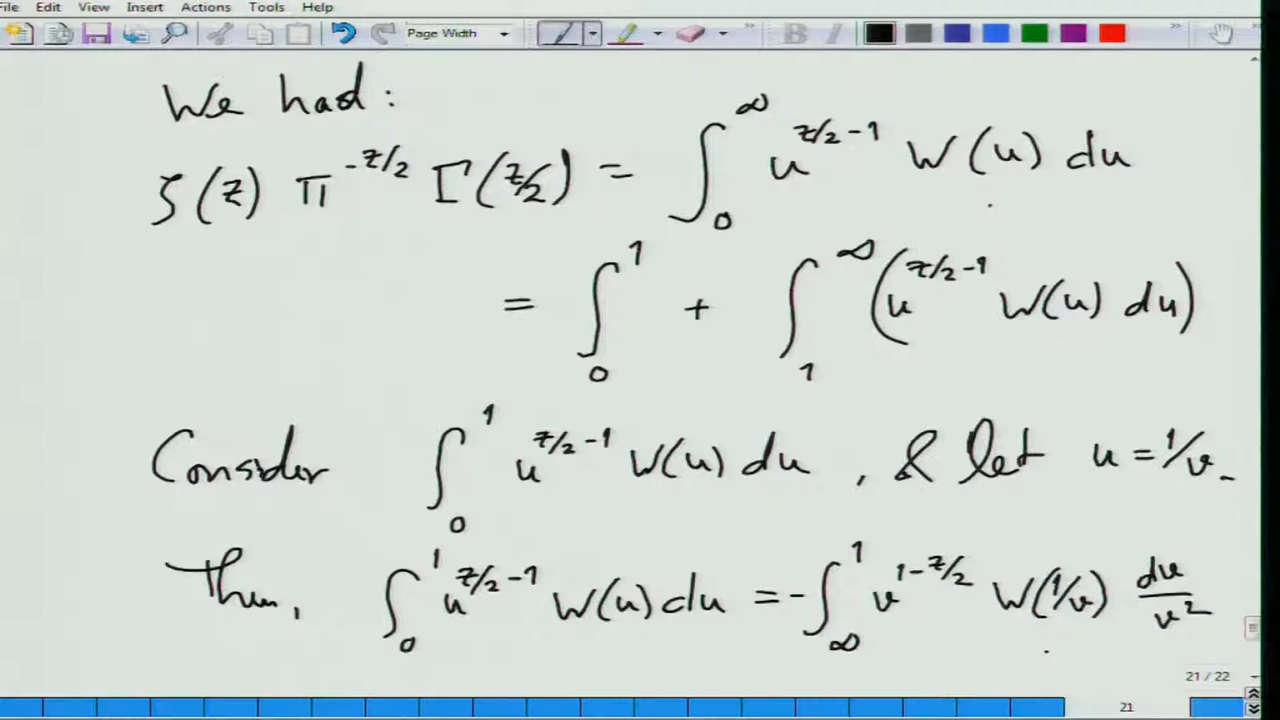 File Edit View Insert Actions Tools Help
Page Width
We had:
ζ(z) π^{-z/2} Γ(z/2) = ∫_0^∞ u^{z/2-1} W(u) du
= ∫_0^1 + ∫_1^∞ (u^{z/2-1} W(u) du)
Consider ∫_0^1 u^{z/2-1} W(u) du, & let u = 1/v.
Then, ∫_0^1 u^{z/2-1} W(u) du = -∫_∞^1 v^{1-z/2} W(1/v) dv/v^2
21 / 22
21